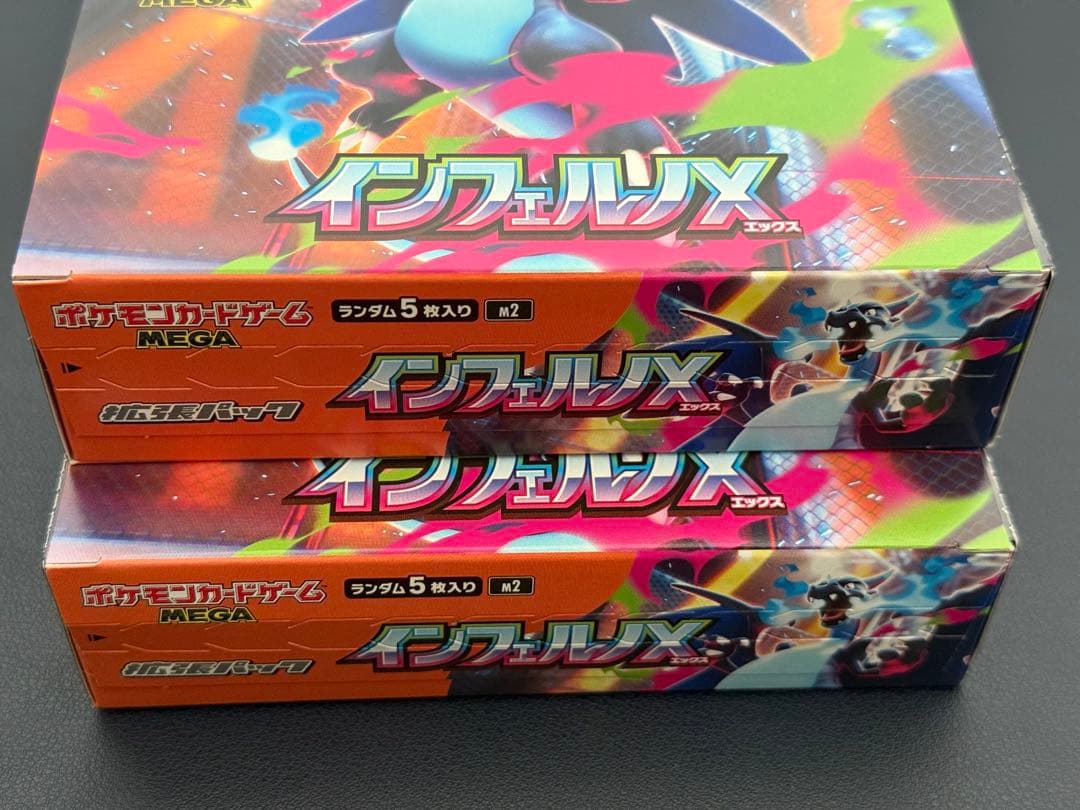 MEGA
インフェルノX
エックス
ポケモンカードゲーム
MEGA
ランダム5枚入り M2
拡張パック
インフェルノX
エックス
インフェルノX
エックス
ポケモンカードゲーム
MEGA
ランダム5枚入り M2
拡張パック
インフェルノX
エックス